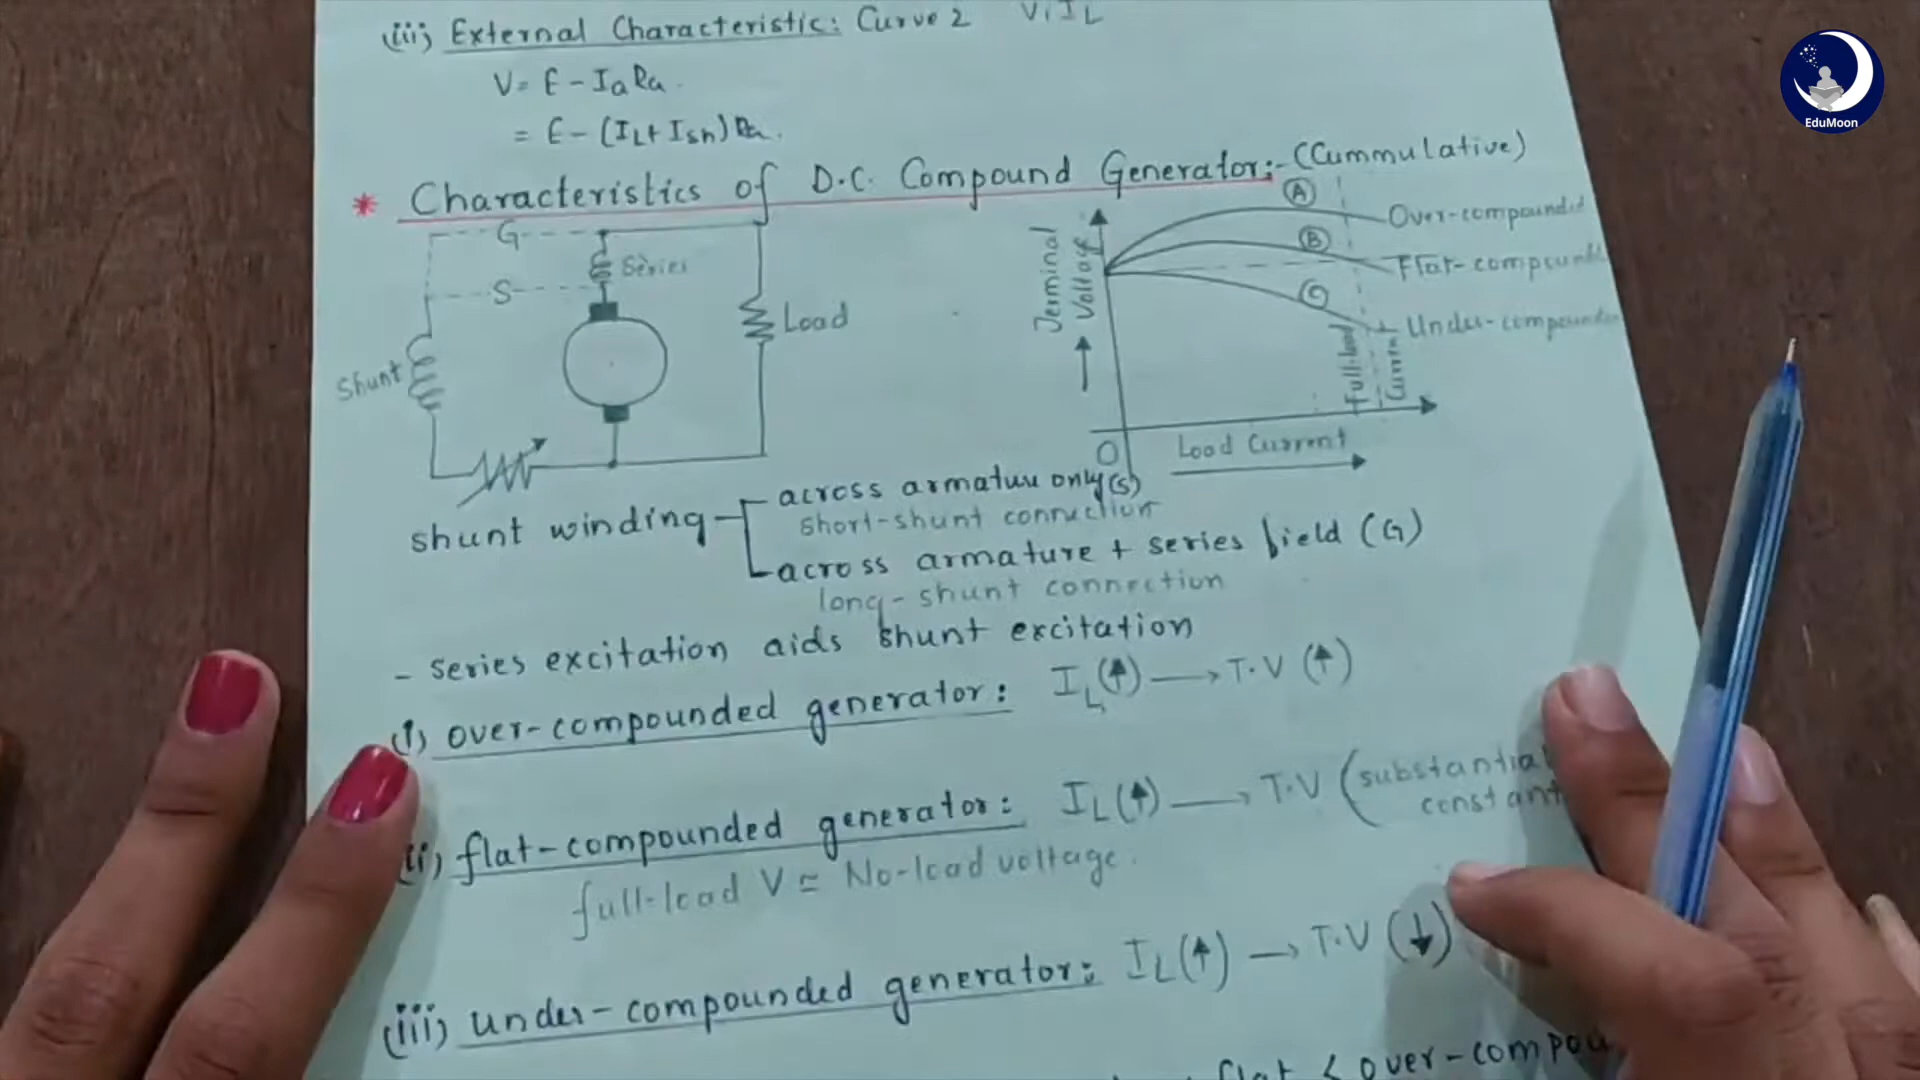 (iii) External Characteristic: Curve 2 V, IL
V = E - IaRa.
= E - (IL + Ish) Ra.
EduMoon
* Characteristics of D.C. Compound Generator:- (Cummulative)
G
S
Series
Shunt
Load
Terminal
Voltage
A
Over-compounded
B
Flat-compound
C
Under-compounde
Full-load
Current
O
Load Current
shunt winding
across armature only (S)
short-shunt connection
across armature + series field (G)
long-shunt connection
- series excitation aids shunt excitation
(i) over-compounded generator: IL(↑) → T.V (↑)
(ii) flat-compounded generator: IL(↑) → T.V (substantial
constant
full-load V ≃ No-load voltage.
(iii) under-compounded generator: IL(↑) → T.V (↓)
flat < over-compou